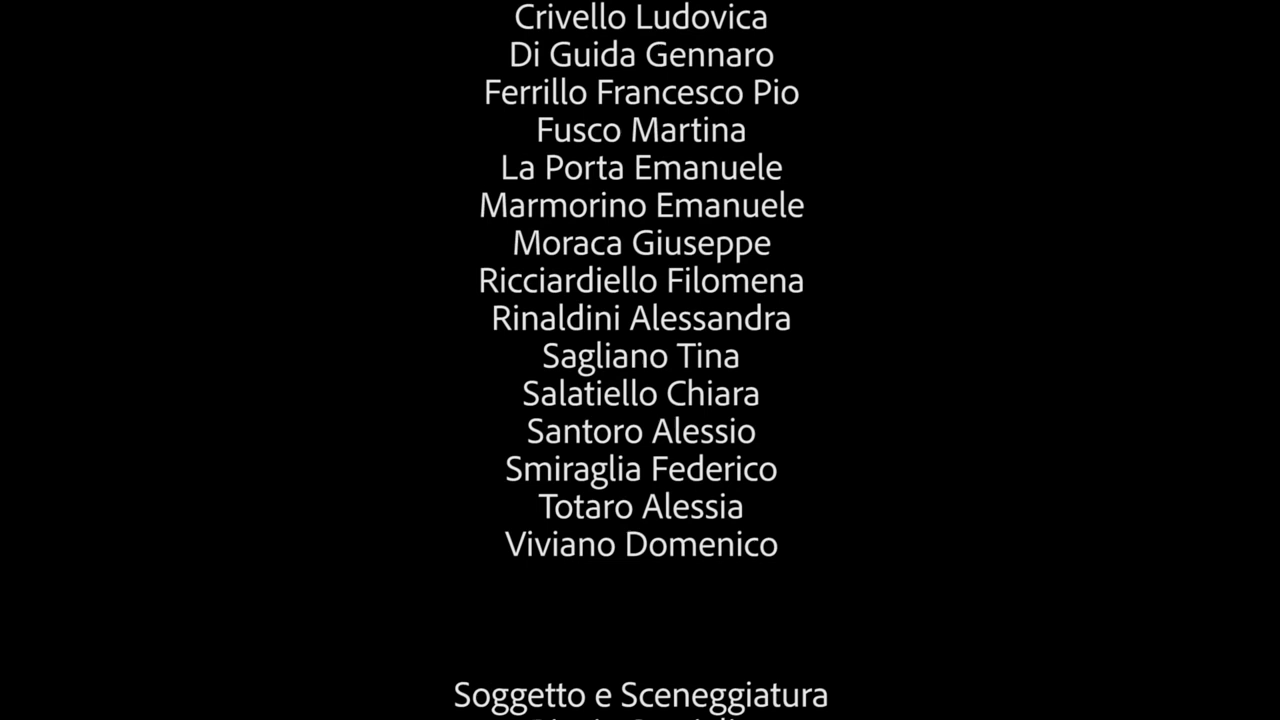 Crivello Ludovica
Di Guida Gennaro
Ferrillo Francesco Pio
Fusco Martina
La Porta Emanuele
Marmorino Emanuele
Moraca Giuseppe
Ricciardiello Filomena
Rinaldini Alessandra
Sagliano Tina
Salatiello Chiara
Santoro Alessio
Smiraglia Federico
Totaro Alessia
Viviano Domenico
Soggetto e Sceneggiatura